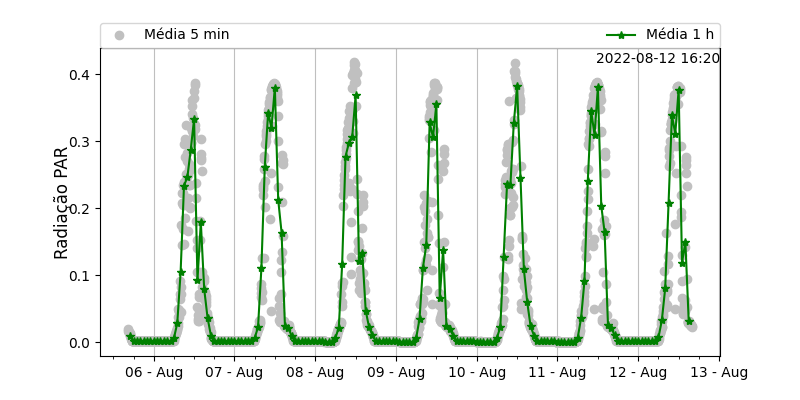 Média 5 min
Média 1 h
2022-08-12 16:20
Radiação PAR
0.4
0.3
0.2
0.1
0.0
06 - Aug
07 - Aug
08 - Aug
09 - Aug
10 - Aug
11 - Aug
12 - Aug
13 - Aug